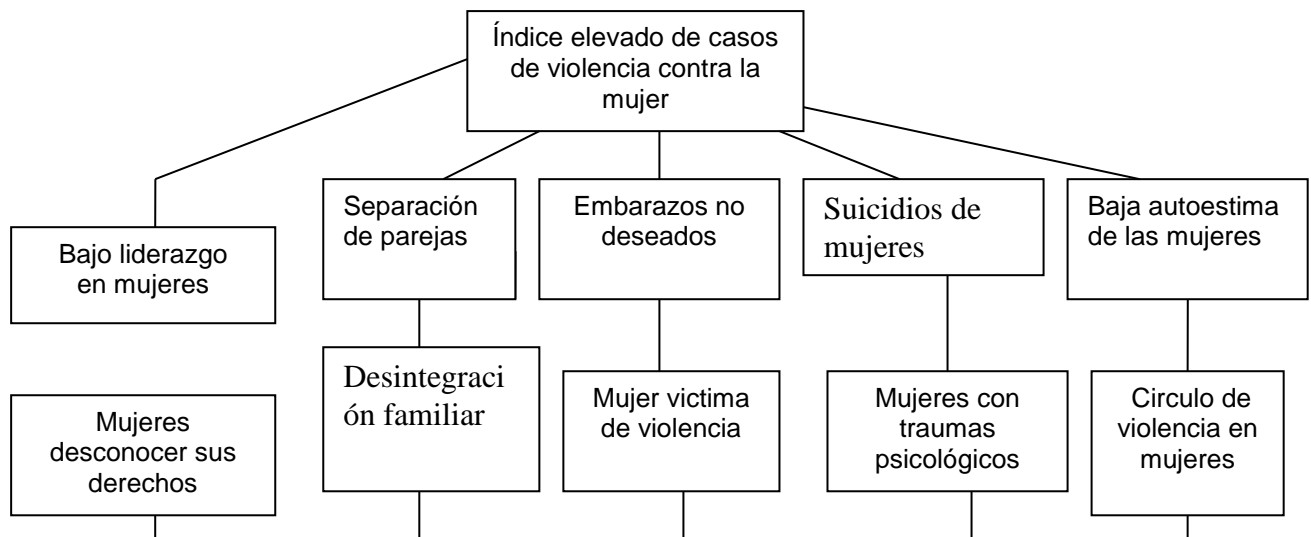 Índice elevado de casos
de violencia contra la
mujer
Bajo liderazgo
en mujeres
Separación
de parejas
Embarazos no
deseados
Suicidios de
mujeres
Baja autoestima
de las mujeres
Mujeres
desconocer sus
derechos
Desintegraci
ón familiar
Mujer victima
de violencia
Mujeres con
traumas
psicológicos
Circulo de
violencia en
mujeres